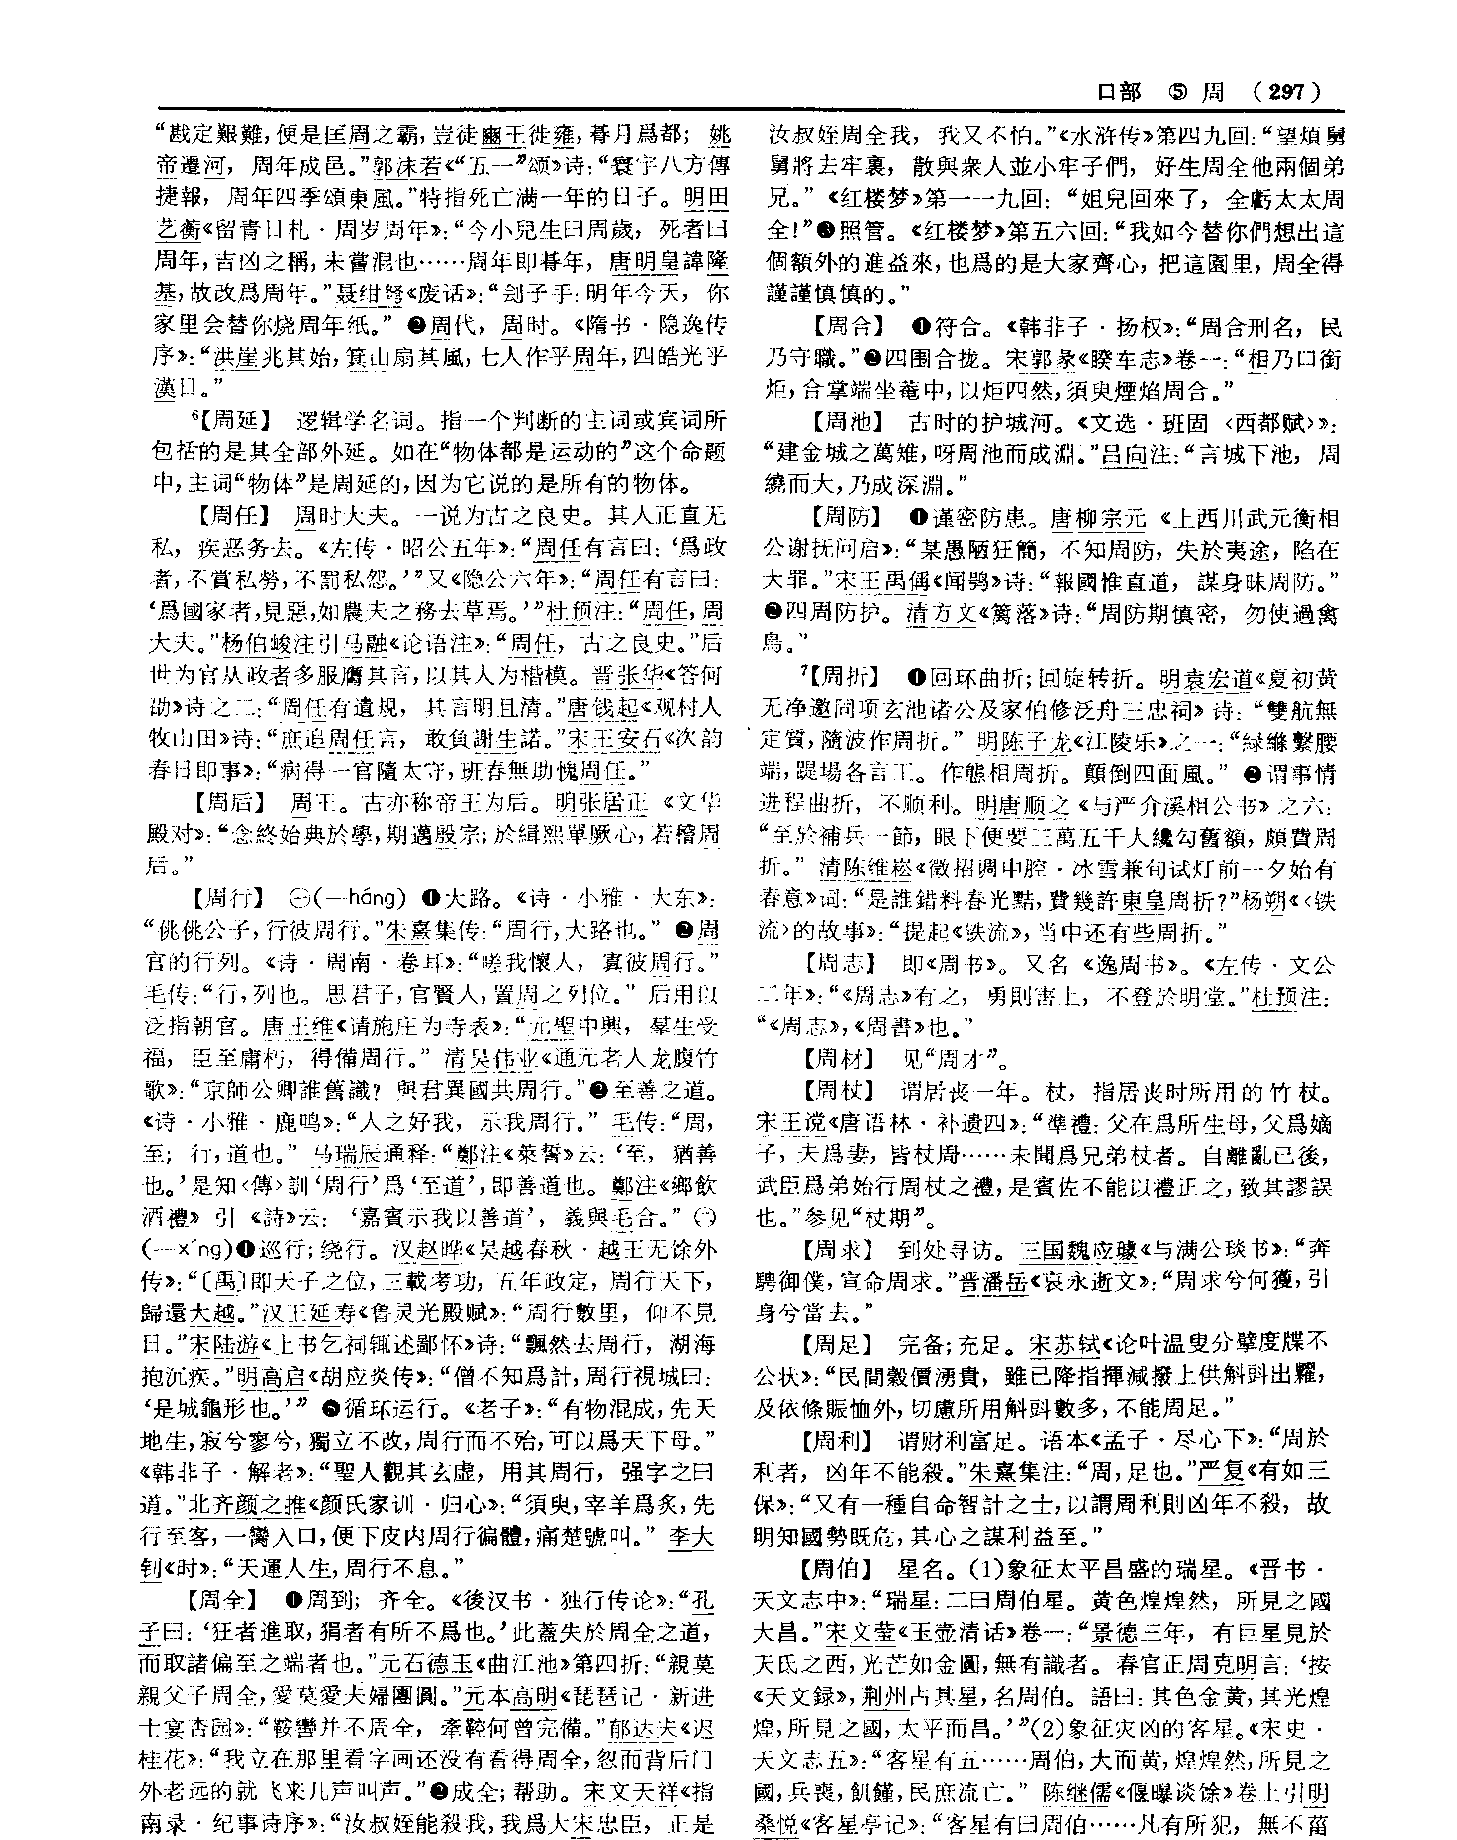 口部 ⑤ 周 （297）
“戡定艱難，便是匡周之霸，豈徒豳王徙雍，朞月爲都；姚
帝遷河，周年成邑。”郭沫若《“五一”颂》诗：“寰宇八方傳
捷報，周年四季頌東風。”特指死亡满一年的日子。明田
艺蘅《留青日札·周岁周年》：“今小兒生曰周歲，死者曰
周年，吉凶之稱，未嘗混也……周年即朞年，唐明皇諱隆
基，故改爲周年。”聂绀弩《废话》：“刽子手：明年今天，你
家里会替你烧周年纸。” ❷周代，周时。《隋书·隐逸传
序》：“洪崖兆其始，箕山扇其風，七人作乎周年，四皓光乎
漢日。”
⁶【周延】 逻辑学名词。指一个判断的主词或宾词所
包括的是其全部外延。如在“物体都是运动的”这个命题
中，主词“物体”是周延的，因为它说的是所有的物体。
【周任】 周时大夫。一说为古之良史。其人正直无
私，疾恶务去。《左传·昭公五年》：“周任有言曰：‘爲政
者，不賞私勞，不罰私怨。’”又《隐公六年》：“周任有言曰：
‘爲國家者，見惡，如農夫之務去草焉。’”杜预注：“周任，周
大夫。”杨伯峻注引马融《论语注》：“周任，古之良史。”后
世为官从政者多服膺其言，以其人为楷模。晋张华《答何
劭》诗之二：“周任有遺規，其言明且清。”唐钱起《观村人
牧山田》诗：“庶追周任言，敢負謝生諾。”宋王安石《次韵
春日即事》：“病得一官隨太守，班春無助愧周任。”
【周后】 周王。古亦称帝王为后。明张居正《文华
殿对》：“念終始典於學，期邁殷宗；於緝熙單厥心，若稽周
后。”
【周行】 ㊀(—háng) ❶大路。《诗·小雅·大东》：
“佻佻公子，行彼周行。”朱熹集传：“周行，大路也。” ❷周
官的行列。《诗·周南·卷耳》：“嗟我懷人，寘彼周行。”
毛传：“行，列也。思君子，官賢人，置周之列位。”后用以
泛指朝官。唐王维《请施庄为寺表》：“元聖中興，羣生受
福，臣至庸朽，得備周行。”清吴伟业《通元老人龙腹竹
歌》：“京師公卿誰舊識？與君異國共周行。”❸至善之道。
《诗·小雅·鹿鸣》：“人之好我，示我周行。”毛传：“周，
至；行，道也。”马瑞辰通释：“鄭注《萊誓》云：‘至，猶善
也。’是知〈傳〉訓‘周行’爲‘至道’，即善道也。鄭注《鄉飲
酒禮》引《詩》云：‘嘉賓示我以善道’，義與毛合。” ㊁
(—xíng)❶巡行；绕行。汉赵晔《吴越春秋·越王无馀外
传》：“〔禹〕即天子之位，三載考功，五年政定，周行天下，
歸還大越。”汉王延寿《鲁灵光殿赋》：“周行數里，仰不見
日。”宋陆游《上书乞祠辄述鄙怀》诗：“飄然去周行，湖海
抱沉疾。”明高启《胡应炎传》：“僧不知爲計，周行視城曰：
‘是城龜形也。’” ❷循环运行。《老子》：“有物混成，先天
地生，寂兮寥兮，獨立不改，周行而不殆，可以爲天下母。”
《韩非子·解老》：“聖人觀其玄虚，用其周行，强字之曰
道。”北齐颜之推《颜氏家训·归心》：“須臾，宰羊爲炙，先
行至客，一臠入口，便下皮内周行徧體，痛楚號叫。”李大
钊《时》：“天運人生，周行不息。”
【周全】 ❶周到；齐全。《後汉书·独行传论》：“孔
子曰：‘狂者進取，狷者有所不爲也。’此蓋失於周全之道，
而取諸偏至之端者也。”元石德玉《曲江池》第四折：“親莫
親父子周全，愛莫愛夫婦團圓。”元本高明《琵琶记·新进
士宴杏园》：“鞍轡并不周全，牽鞚何曾完備。”郁达夫《迟
桂花》：“我立在那里看字画还没有看得周全，忽而背后门
外老远的就飞来几声叫声。”❷成全；帮助。宋文天祥《指
南录·纪事诗序》：“汝叔姪能殺我，我爲大宋忠臣，正是
汝叔姪周全我，我又不怕。”《水浒传》第四九回：“望煩舅
舅將去牢裏，散與衆人並小牢子們，好生周全他兩個弟
兄。”《红楼梦》第一一九回：“姐兒回來了，全虧太太周
全！”❸照管。《红楼梦》第五六回：“我如今替你們想出這
個額外的進益來，也爲的是大家齊心，把這園里，周全得
謹謹慎慎的。”
【周合】 ❶符合。《韩非子·扬权》：“周合刑名，民
乃守職。”❷四围合拢。宋郭彖《睽车志》卷一：“相乃口銜
炬，合掌端坐菴中，以炬四然，須臾煙焰周合。”
【周池】 古时的护城河。《文选·班固〈西都赋〉》：
“建金城之萬雉，呀周池而成淵。”吕向注：“言城下池，周
繞而大，乃成深淵。”
【周防】 ❶谨密防患。唐柳宗元《上西川武元衡相
公谢抚问启》：“某愚陋狂簡，不知周防，失於夷途，陷在
大罪。”宋王禹偁《闻鸮》诗：“報國惟直道，謀身昧周防。”
❷四周防护。清方文《篱落》诗：“周防期慎密，勿使過禽
鳥。”
⁷【周折】 ❶回环曲折；回旋转折。明袁宏道《夏初黄
无净邀同项玄池诸公及家伯修泛舟三忠祠》诗：“雙航無
定質，隨波作周折。”明陈子龙《江陵乐》之一：“緑縧繫腰
端，踶場各言工。作態相周折。顛倒四面風。” ❷谓事情
进程曲折，不顺利。明唐顺之《与严介溪相公书》之六：
“至於補兵一節，眼下便要三萬五千人纔勾舊額，頗費周
折。”清陈维崧《徵招调中腔·冰雪兼旬试灯前一夕始有
春意》词：“是誰錯料春光黠，費幾許東皇周折？”杨朔《〈铁
流〉的故事》：“提起《铁流》，当中还有些周折。”
【周志】 即《周书》。又名《逸周书》。《左传·文公
二年》：“《周志》有之，勇則害上，不登於明堂。”杜预注：
“《周志》，《周書》也。”
【周材】 见“周才”。
【周杖】 谓居丧一年。杖，指居丧时所用的竹杖。
宋王谠《唐语林·补遗四》：“準禮：父在爲所生母，父爲嫡
子，夫爲妻，皆杖周……未聞爲兄弟杖者。自離亂已後，
武臣爲弟始行周杖之禮，是賓佐不能以禮正之，致其謬誤
也。”参见“杖期”。
【周求】 到处寻访。三国魏应璩《与满公琰书》：“奔
騁御僕，宣命周求。”晋潘岳《哀永逝文》：“周求兮何獲，引
身兮當去。”
【周足】 完备；充足。宋苏轼《论叶温叟分擘度牒不
公状》：“民間穀價湧貴，雖已降指揮減撥上供斛㪷出糶，
及依條賑恤外，切慮所用斛㪷數多，不能周足。”
【周利】 谓财利富足。语本《孟子·尽心下》：“周於
利者，凶年不能殺。”朱熹集注：“周，足也。”严复《有如三
保》：“又有一種自命智計之士，以謂周利則凶年不殺，故
明知國勢既危，其心之謀利益至。”
【周伯】 星名。(1)象征太平昌盛的瑞星。《晋书·
天文志中》：“瑞星：二曰周伯星。黄色煌煌然，所見之國
大昌。”宋文莹《玉壶清话》卷一：“景德三年，有巨星見於
天氐之西，光芒如金圓，無有識者。春官正周克明言：‘按
《天文録》，荆州占其星，名周伯。語曰：其色金黄，其光煌
煌，所見之國，太平而昌。’”(2)象征灾凶的客星。《宋史·
天文志五》：“客星有五……周伯，大而黄，煌煌然，所見之
國，兵喪，飢饉，民庶流亡。”陈继儒《偃曝谈馀》卷上引明
桑悦《客星亭记》：“客星有曰周伯……凡有所犯，無不菑